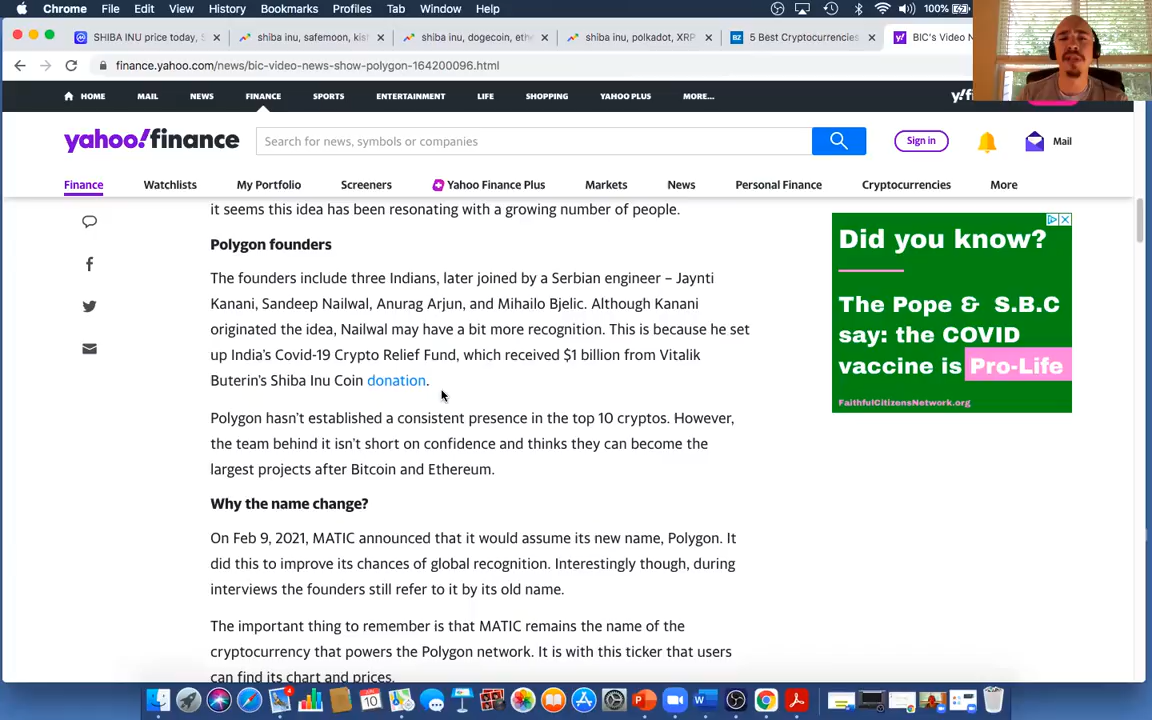 Chrome File Edit View History Bookmarks Profiles Tab Window Help 100%
SHIBA INU price today, S
shiba inu, safemoon, kis
shiba inu, dogecoin, eth
shiba inu, polkadot, XRP
5 Best Cryptocurrencies
BIC's Video N
finance.yahoo.com/news/bic-video-news-show-polygon-164200096.html
HOME MAIL NEWS FINANCE SPORTS ENTERTAINMENT LIFE SHOPPING YAHOO PLUS MORE...
yahoo!finance
Search for news, symbols or companies
Sign in
Mail
Finance Watchlists My Portfolio Screeners Yahoo Finance Plus Markets News Personal Finance Cryptocurrencies More
it seems this idea has been resonating with a growing number of people.
Polygon founders
The founders include three Indians, later joined by a Serbian engineer – Jaynti
Kanani, Sandeep Nailwal, Anurag Arjun, and Mihailo Bjelic. Although Kanani
originated the idea, Nailwal may have a bit more recognition. This is because he set
up India's Covid-19 Crypto Relief Fund, which received $1 billion from Vitalik
Buterin's Shiba Inu Coin donation.
Polygon hasn't established a consistent presence in the top 10 cryptos. However,
the team behind it isn't short on confidence and thinks they can become the
largest projects after Bitcoin and Ethereum.
Why the name change?
On Feb 9, 2021, MATIC announced that it would assume its new name, Polygon. It
did this to improve its chances of global recognition. Interestingly though, during
interviews the founders still refer to it by its old name.
The important thing to remember is that MATIC remains the name of the
cryptocurrency that powers the Polygon network. It is with this ticker that users
can find its chart and prices.
Did you know?
The Pope & S.B.C
say: the COVID
vaccine is Pro-Life
FaithfulCitizensNetwork.org